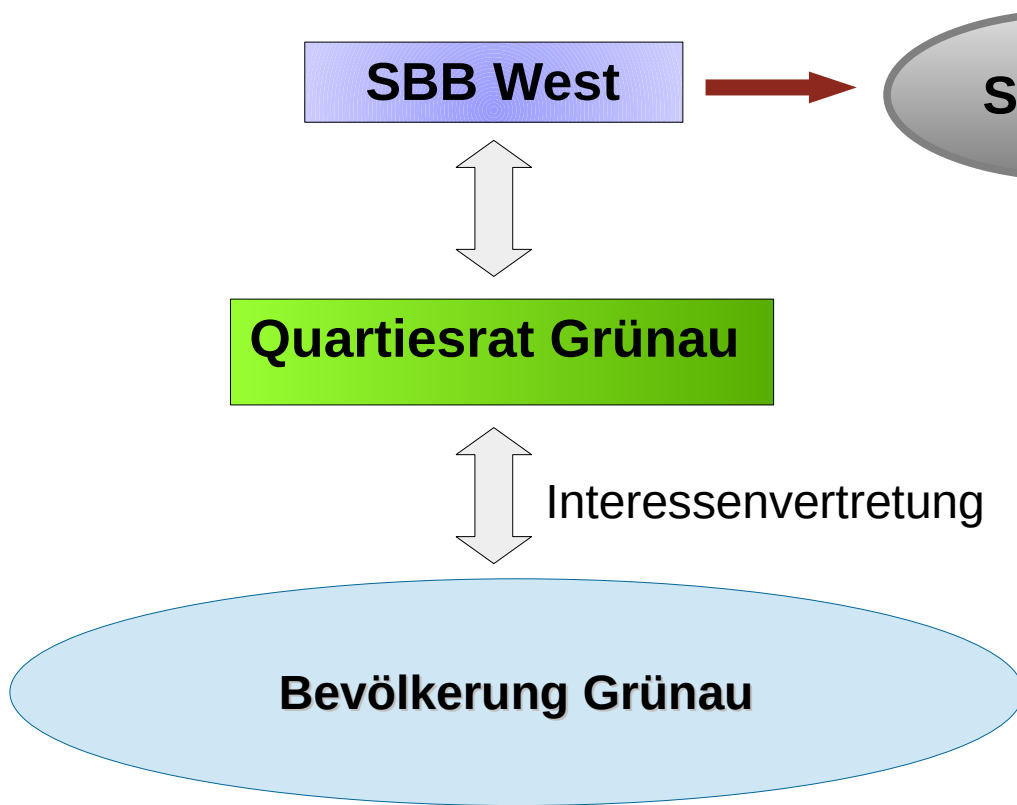 SBB West
Quartiesrat Grünau
Interessenvertretung
Bevölkerung Grünau